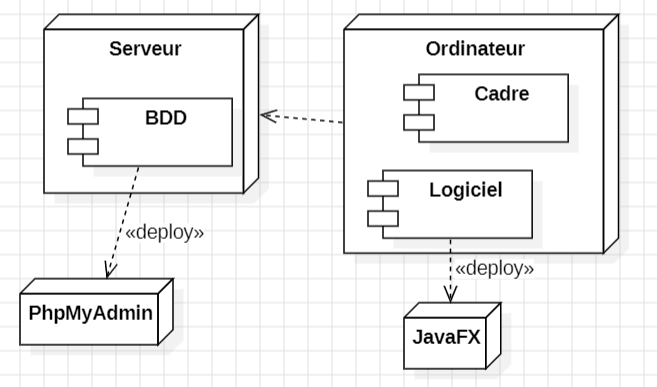 Serveur
BDD
«deploy»
PhpMyAdmin
Ordinateur
Cadre
Logiciel
«deploy»
JavaFX